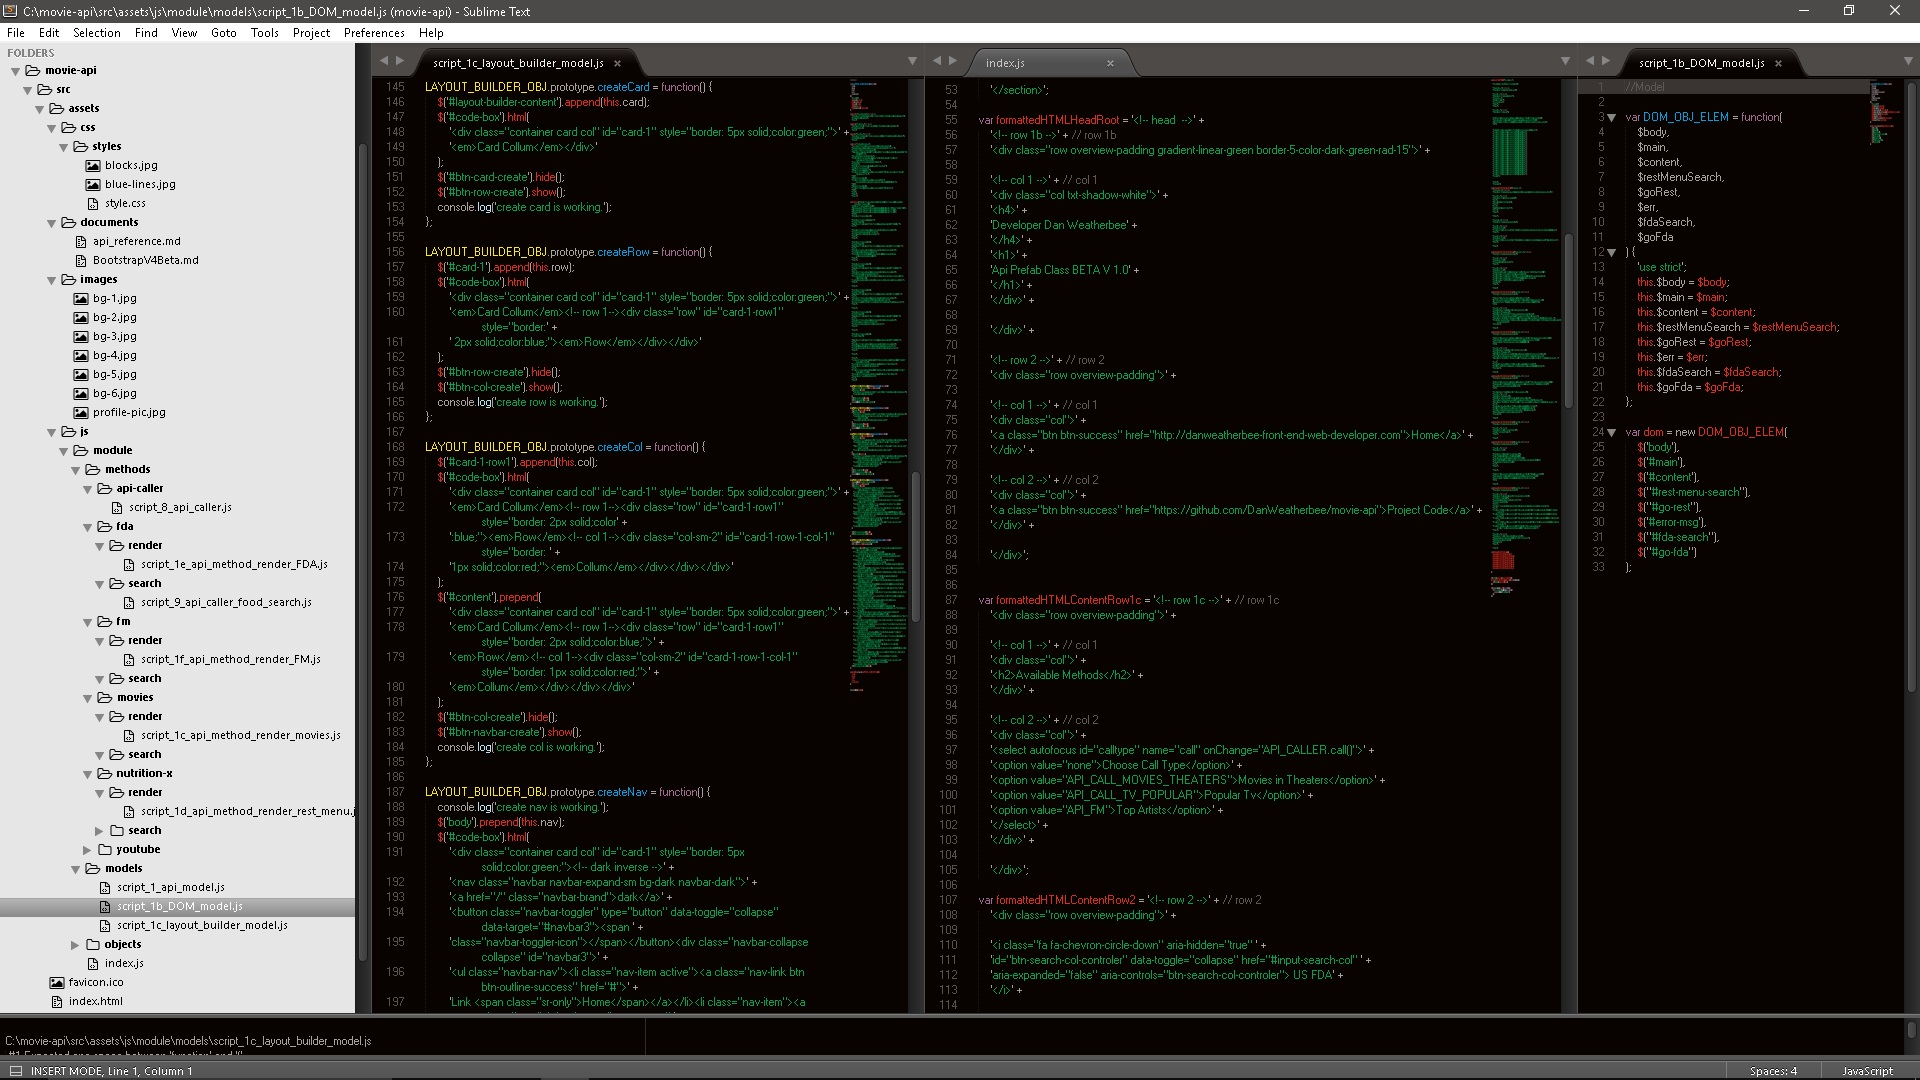 C:\movie-api\src\assets\js\module\models\script_1b_DOM_model.js (movie-api) - Sublime Text
File Edit Selection Find View Goto Tools Project Preferences Help
FOLDERS
movie-api
src
assets
css
styles
blocks.jpg
blue-lines.jpg
style.css
documents
api_reference.md
BootstrapV4Beta.md
images
bg-1.jpg
bg-2.jpg
bg-3.jpg
bg-4.jpg
bg-5.jpg
bg-6.jpg
profile-pic.jpg
js
module
methods
api-caller
script_8_api_caller.js
fda
render
script_1e_api_method_render_FDA.js
search
script_9_api_caller_food_search.js
fm
render
script_1f_api_method_render_FM.js
search
movies
render
script_1c_api_method_render_movies.js
search
nutrition-x
render
script_1d_api_method_render_rest_menu.j
search
youtube
models
script_1_api_model.js
script_1b_DOM_model.js
script_1c_layout_builder_model.js
objects
index.js
favicon.ico
index.html
script_1c_layout_builder_model.js ×
145 LAYOUT_BUILDER_OBJ.prototype.createCard = function() {
146 $('#layout-builder-content').append(this.card);
147 $('#code-box').html(
148 '<div class="container card col" id="card-1" style="border: 5px solid;color:green;">' +
149 '<em>Card Collum</em></div>'
150 );
151 $('#btn-card-create').hide();
152 $('#btn-row-create').show();
153 console.log('create card is working.');
154 };
155
156 LAYOUT_BUILDER_OBJ.prototype.createRow = function() {
157 $('#card-1').append(this.row);
158 $('#code-box').html(
159 '<div class="container card col" id="card-1" style="border: 5px solid;color:green;">' +
160 '<em>Card Collum</em><!-- row 1--><div class="row" id="card-1-row1"
style="border:' +
161 ' 2px solid;color:blue;"><em>Row</em></div></div>'
162 );
163 $('#btn-row-create').hide();
164 $('#btn-col-create').show();
165 console.log('create row is working.');
166 };
167
168 LAYOUT_BUILDER_OBJ.prototype.createCol = function() {
169 $('#card-1-row1').append(this.col);
170 $('#code-box').html(
171 '<div class="container card col" id="card-1" style="border: 5px solid;color:green;">' +
172 '<em>Card Collum</em><!-- row 1--><div class="row" id="card-1-row1"
style="border: 2px solid;color' +
173 ':blue;"><em>Row</em><!-- col 1--><div class="col-sm-2" id="card-1-row-1-col-1"
style="border: ' +
174 '1px solid;color:red;"><em>Collum</em></div></div></div>'
175 );
176 $('#content').prepend(
177 '<div class="container card col" id="card-1" style="border: 5px solid;color:green;">' +
178 '<em>Card Collum</em><!-- row 1--><div class="row" id="card-1-row1"
style="border: 2px solid;color:blue;">' +
179 '<em>Row</em><!-- col 1--><div class="col-sm-2" id="card-1-row-1-col-1"
style="border: 1px solid;color:red;">' +
180 '<em>Collum</em></div></div></div>'
181 );
182 $('#btn-col-create').hide();
183 $('#btn-navbar-create').show();
184 console.log('create col is working.');
185 };
186
187 LAYOUT_BUILDER_OBJ.prototype.createNav = function() {
188 console.log('create nav is working.');
189 $('body').prepend(this.nav);
190 $('#code-box').html(
191 '<div class="container card col" id="card-1" style="border: 5px
solid;color:green;"><!-- dark inverse -->' +
192 '<nav class="navbar navbar-expand-sm bg-dark navbar-dark">' +
193 '<a href="/" class="navbar-brand">dark</a>' +
194 '<button class="navbar-toggler" type="button" data-toggle="collapse"
data-target="#navbar3"><span ' +
195 'class="navbar-toggler-icon"></span></button><div class="navbar-collapse
collapse" id="navbar3">' +
196 '<ul class="navbar-nav"><li class="nav-item active"><a class="nav-link btn
btn-outline-success" href="#">' +
197 'Link <span class="sr-only">Home</span></a></li><li class="nav-item"><a
index.js ×
53 '</section>';
54
55 var formattedHTMLHeadRoot = '<!-- head -->' +
56 '<!-- row 1b -->' + // row 1b
57 '<div class="row overview-padding gradient-linear-green border-5-color-dark-green-rad-15">' +
58
59 '<!-- col 1 -->' + // col 1
60 '<div class="col txt-shadow-white">' +
61 '<h4>' +
62 'Developer Dan Weatherbee' +
63 '</h4>' +
64 '<h1>' +
65 'Api Prefab Class BETA V 1.0' +
66 '</h1>' +
67 '</div>' +
68
69 '</div>' +
70
71 '<!-- row 2 -->' + // row 2
72 '<div class="row overview-padding">' +
73
74 '<!-- col 1 -->' + // col 1
75 '<div class="col">' +
76 '<a class="btn btn-success" href="http://danweatherbee-front-end-web-developer.com">Home</a>' +
77 '</div>' +
78
79 '<!-- col 2 -->' + // col 2
80 '<div class="col">' +
81 '<a class="btn btn-success" href="https://github.com/DanWeatherbee/movie-api">Project Code</a>' +
82 '</div>' +
83
84 '</div>';
85
86
87 var formattedHTMLContentRow1c = '<!-- row 1c -->' + // row 1c
88 '<div class="row overview-padding">' +
89
90 '<!-- col 1 -->' + // col 1
91 '<div class="col">' +
92 '<h2>Available Methods</h2>' +
93 '</div>' +
94
95 '<!-- col 2 -->' + // col 2
96 '<div class="col">' +
97 '<select autofocus id="calltype" name="call" onChange="API_CALLER.call()">' +
98 '<option value="none">Choose Call Type</option>' +
99 '<option value="API_CALL_MOVIES_THEATERS">Movies in Theaters</option>' +
100 '<option value="API_CALL_TV_POPULAR">Popular Tv</option>' +
101 '<option value="API_FM">Top Artists</option>' +
102 '</select>' +
103 '</div>' +
104
105 '</div>';
106
107 var formattedHTMLContentRow2 = '<!-- row 2 -->' + // row 2
108 '<div class="row overview-padding">' +
109
110 '<i class="fa fa-chevron-circle-down" aria-hidden="true" ' +
111 'id="btn-search-col-controler" data-toggle="collapse" href="#input-search-col" ' +
112 'aria-expanded="false" aria-controls="btn-search-col-controler"> US FDA' +
113 '</i>' +
114
script_1b_DOM_model.js ×
1 //Model
2
3 var DOM_OBJ_ELEM = function(
4 $body,
5 $main,
6 $content,
7 $restMenuSearch,
8 $goRest,
9 $err,
10 $fdaSearch,
11 $goFda
12 ) {
13 'use strict';
14 this.$body = $body;
15 this.$main = $main;
16 this.$content = $content;
17 this.$restMenuSearch = $restMenuSearch;
18 this.$goRest = $goRest;
19 this.$err = $err;
20 this.$fdaSearch = $fdaSearch;
21 this.$goFda = $goFda;
22 };
23
24 var dom = new DOM_OBJ_ELEM(
25 $('body'),
26 $('#main'),
27 $('#content'),
28 $("#rest-menu-search"),
29 $("#go-rest"),
30 $('#error-msg'),
31 $("#fda-search"),
32 $("#go-fda")
33 );
C:\movie-api\src\assets\js\module\models\script_1c_layout_builder_model.js
#1 Expected one space between 'function' and '('.
INSERT MODE, Line 1, Column 1
Spaces: 4
JavaScript